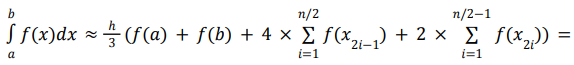 ∫_a^b f(x)dx ≈ h/3 (f(a) + f(b) + 4 × Σ_{i=1}^{n/2} f(x_{2i−1}) + 2 × Σ_{i=1}^{n/2−1} f(x_{2i})) =